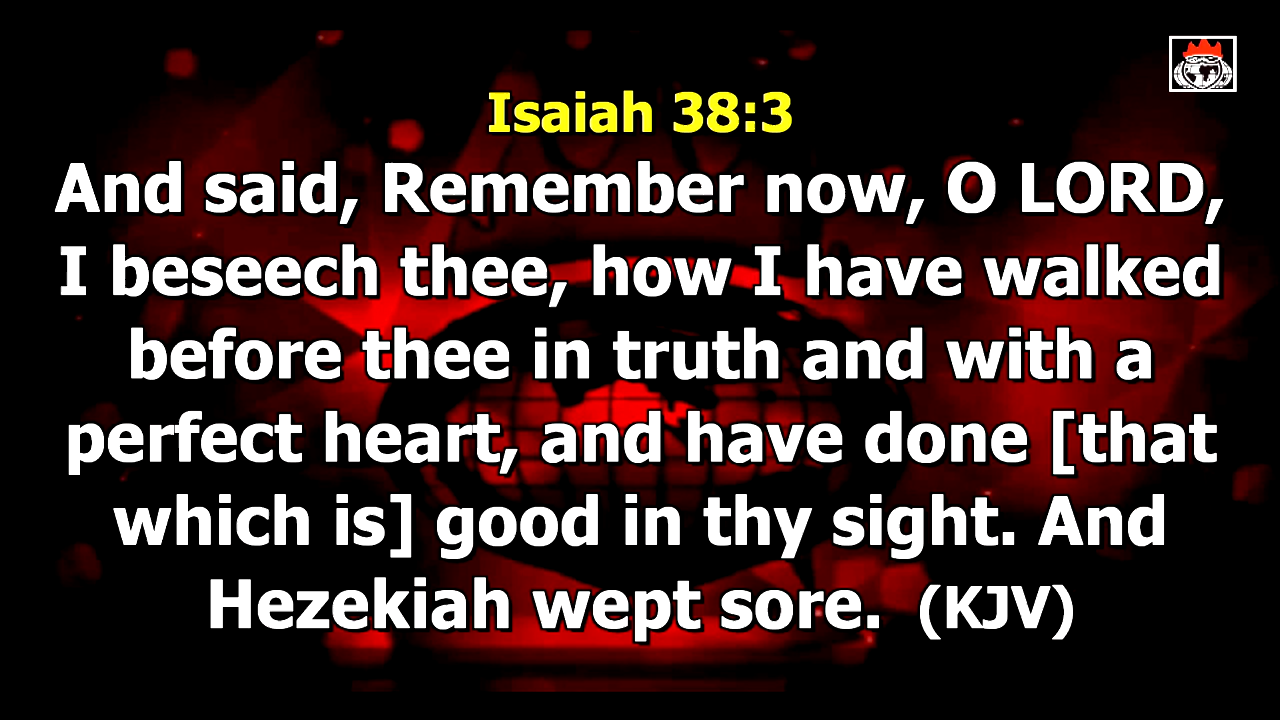 Isaiah 38:3
And said, Remember now, O LORD,
I beseech thee, how I have walked
before thee in truth and with a
perfect heart, and have done [that
which is] good in thy sight. And
Hezekiah wept sore. (KJV)